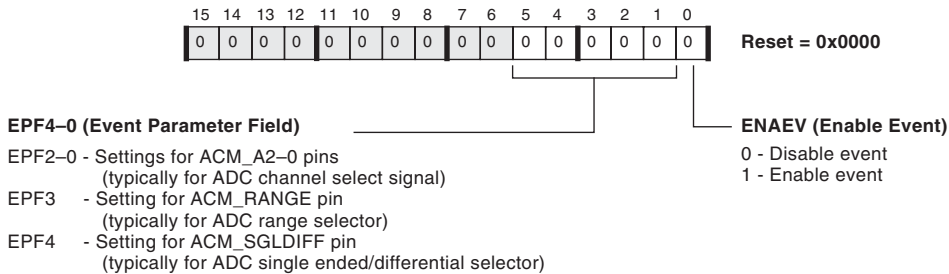 15 14 13 12 11 10 9 8 7 6 5 4 3 2 1 0
0 0 0 0 0 0 0 0 0 0 0 0 0 0 0 0
Reset = 0x0000
EPF4–0 (Event Parameter Field)
EPF2–0 - Settings for ACM_A2–0 pins
(typically for ADC channel select signal)
EPF3 - Setting for ACM_RANGE pin
(typically for ADC range selector)
EPF4 - Setting for ACM_SGLDIFF pin
(typically for ADC single ended/differential selector)
ENAEV (Enable Event)
0 - Disable event
1 - Enable event